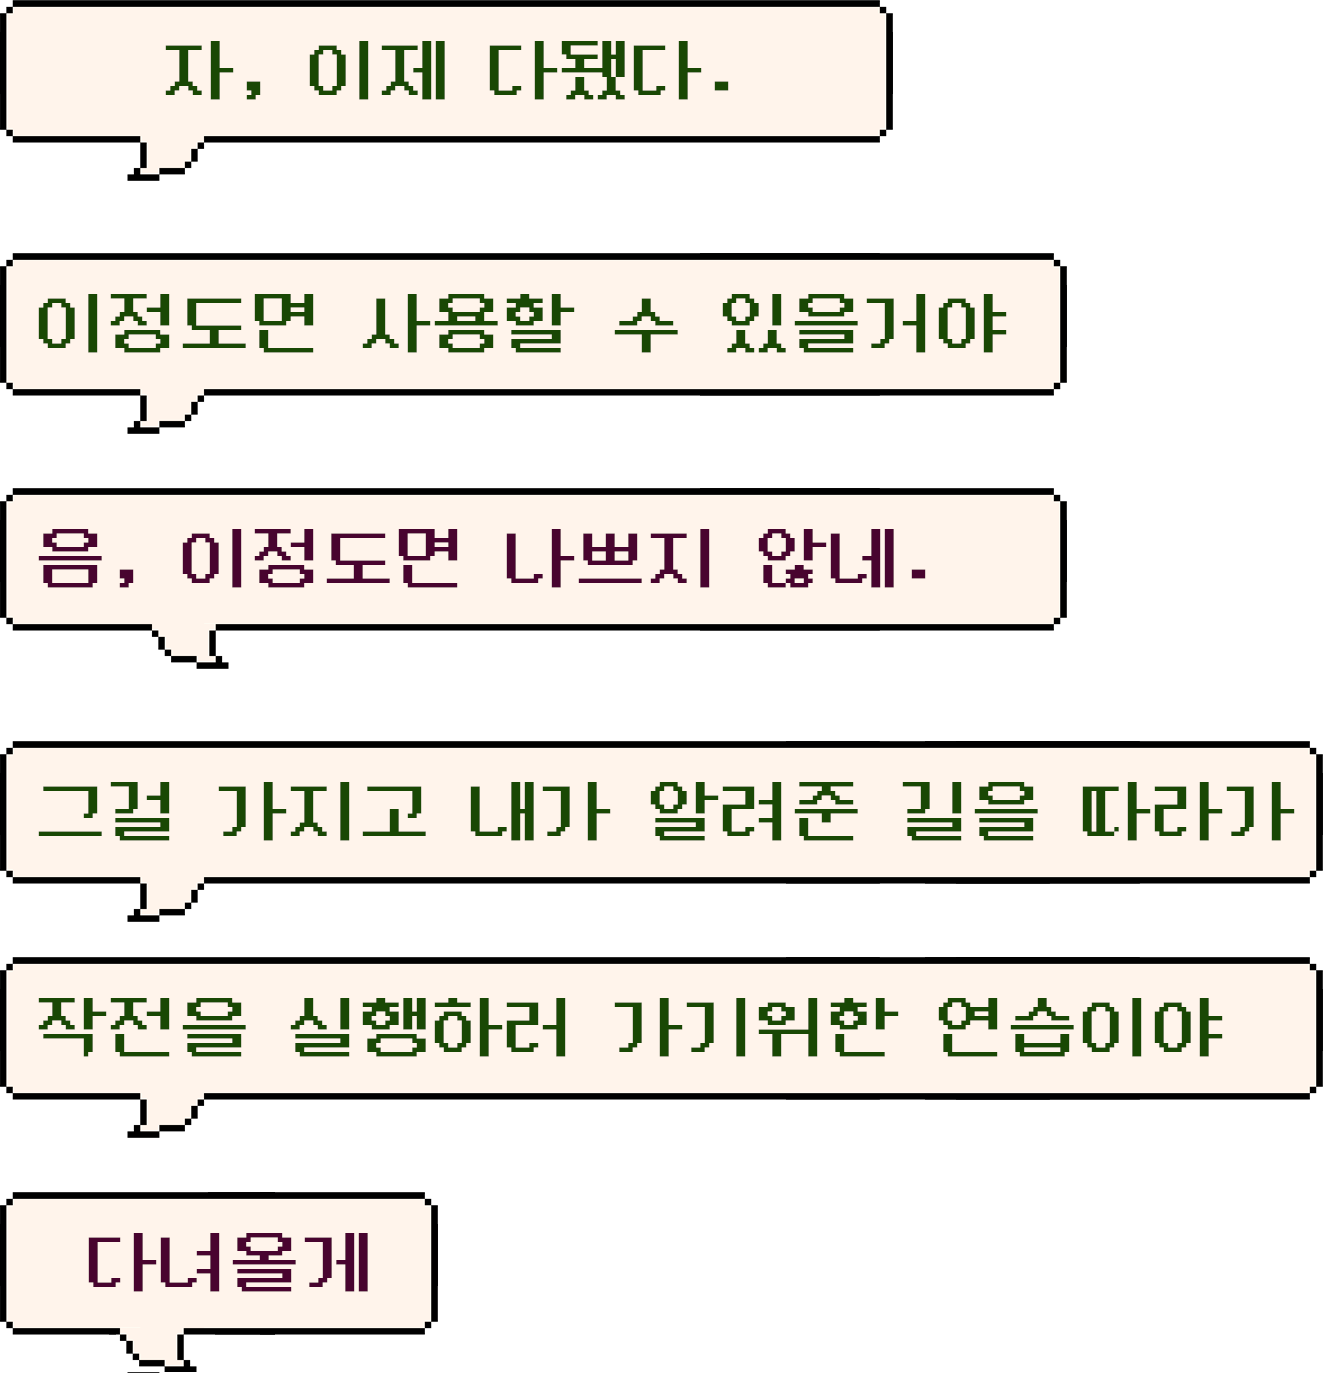 자, 이제 다됐다.
이정도면 사용할 수 있을거야
음, 이정도면 나쁘지 않네.
그걸 가지고 내가 알려준 길을 따라가
작전을 실행하러 가기위한 연습이야
다녀올게